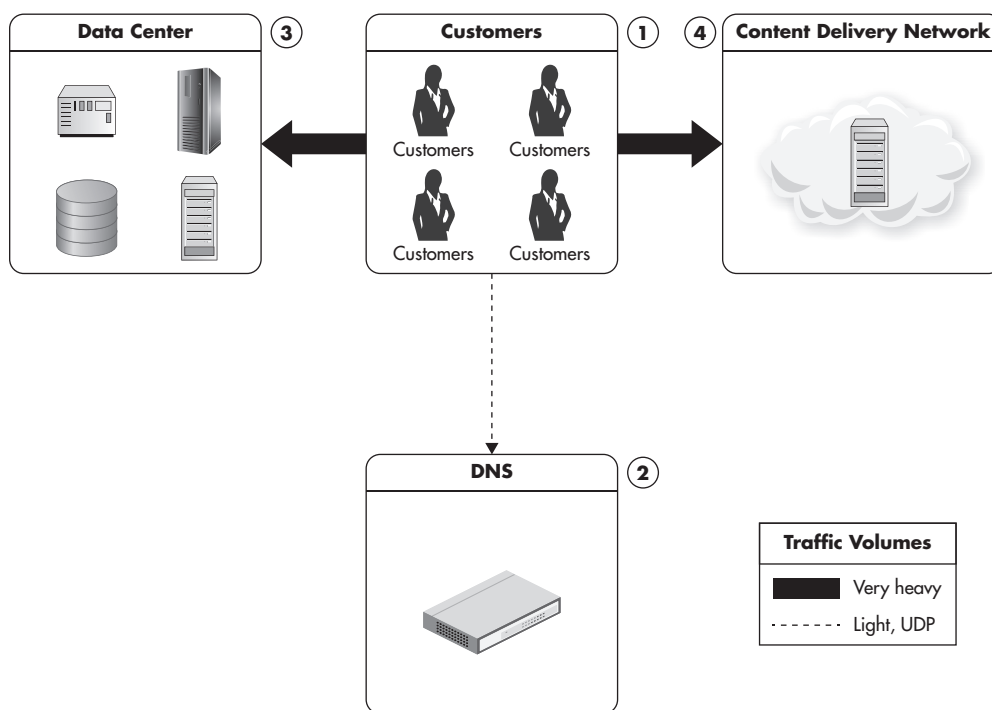 Data Center
3
Customers
1
4
Content Delivery Network
Customers
Customers
Customers
Customers
DNS
2
Traffic Volumes
Very heavy
Light, UDP